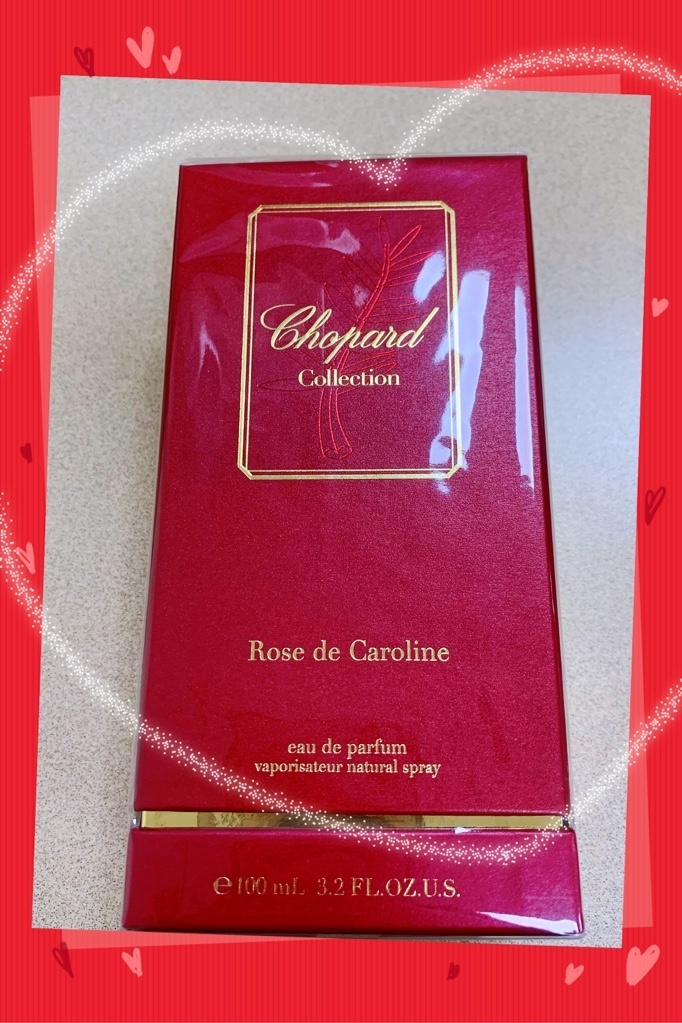 Chopard
Collection
Rose de Caroline
eau de parfum
vaporisateur natural spray
℮100 mL 3.2 FL.OZ.U.S.